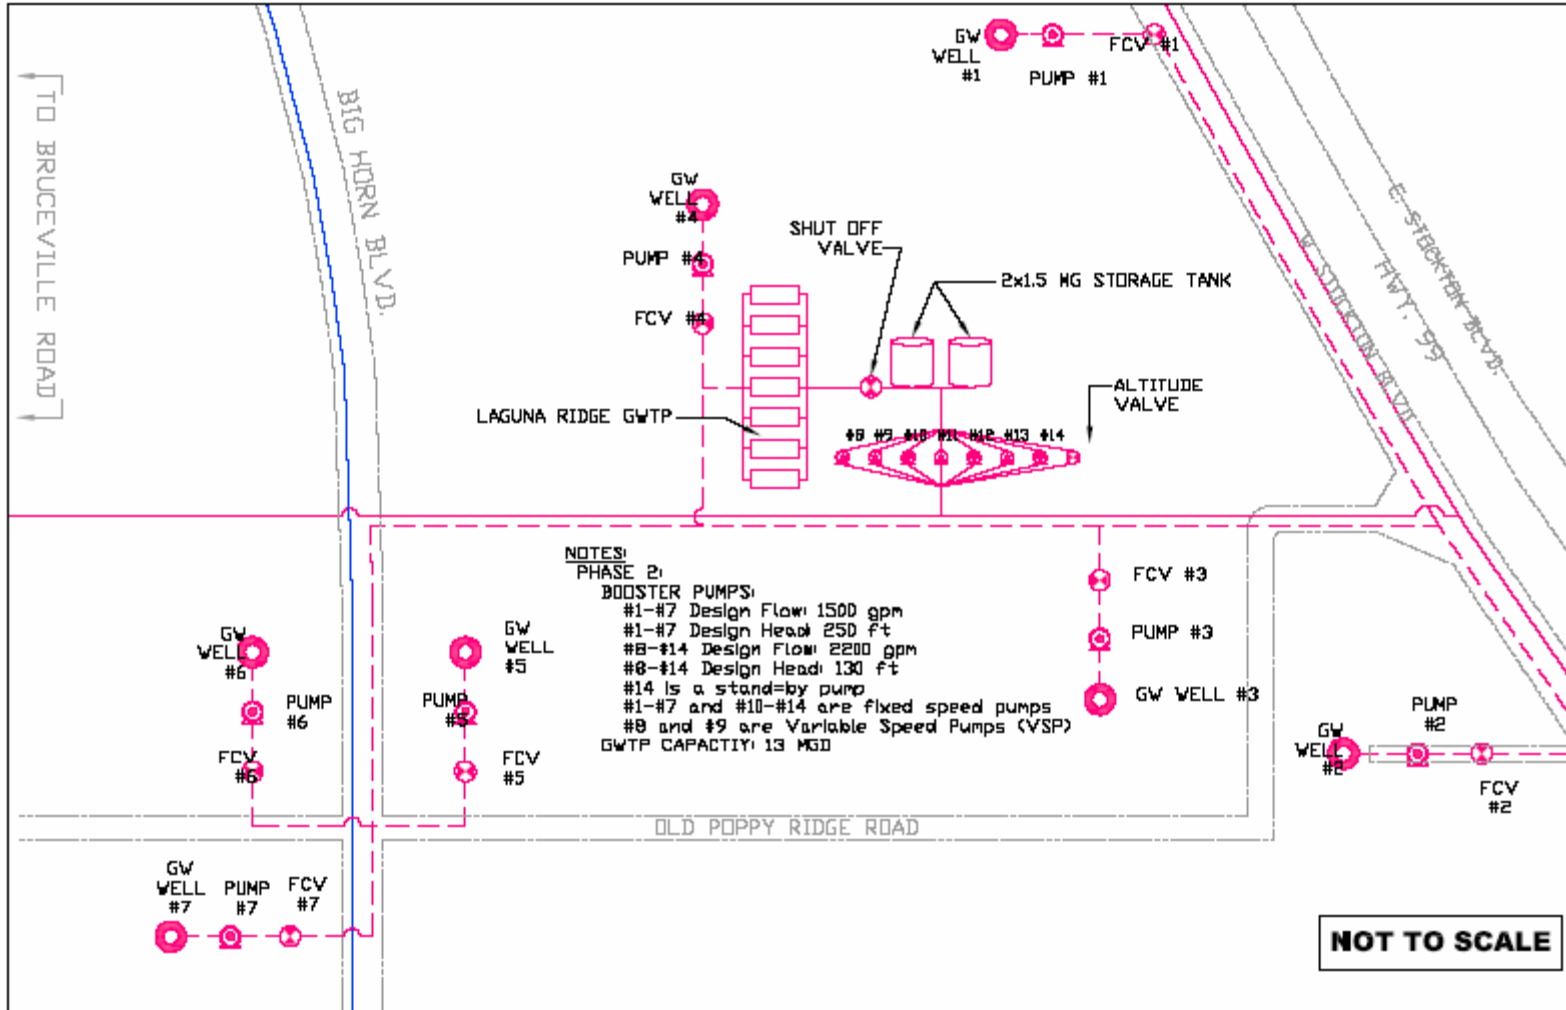 GW
WELL
#1
PUMP #1
FCV #1
TO BRUCEVILLE ROAD
BIG HORN BLVD.
GW
WELL
#4
PUMP #4
FCV #4
SHUT OFF
VALVE
2x1.5 MG STORAGE TANK
E. STOCKTON BLVD.
HWY. 99
W. STOCKTON BLVD.
ALTITUDE
VALVE
LAGUNA RIDGE GWTP
#8 #9 #10 #11 #12 #13 #14
NOTES:
PHASE 2:
BOOSTER PUMPS:
#1-#7 Design Flow: 1500 gpm
#1-#7 Design Head: 250 ft
#8-#14 Design Flow: 2200 gpm
#8-#14 Design Head: 130 ft
#14 is a stand-by pump
#1-#7 and #10-#14 are fixed speed pumps
#8 and #9 are Variable Speed Pumps (VSP)
GWTP CAPACTIY: 13 MGD
FCV #3
PUMP #3
GW WELL #3
GW
WELL
#6
PUMP
#6
FCV
#6
GW
WELL
#5
PUMP
#5
FCV
#5
GW
WELL
#2
PUMP
#2
FCV
#2
OLD POPPY RIDGE ROAD
GW
WELL
#7
PUMP
#7
FCV
#7
NOT TO SCALE